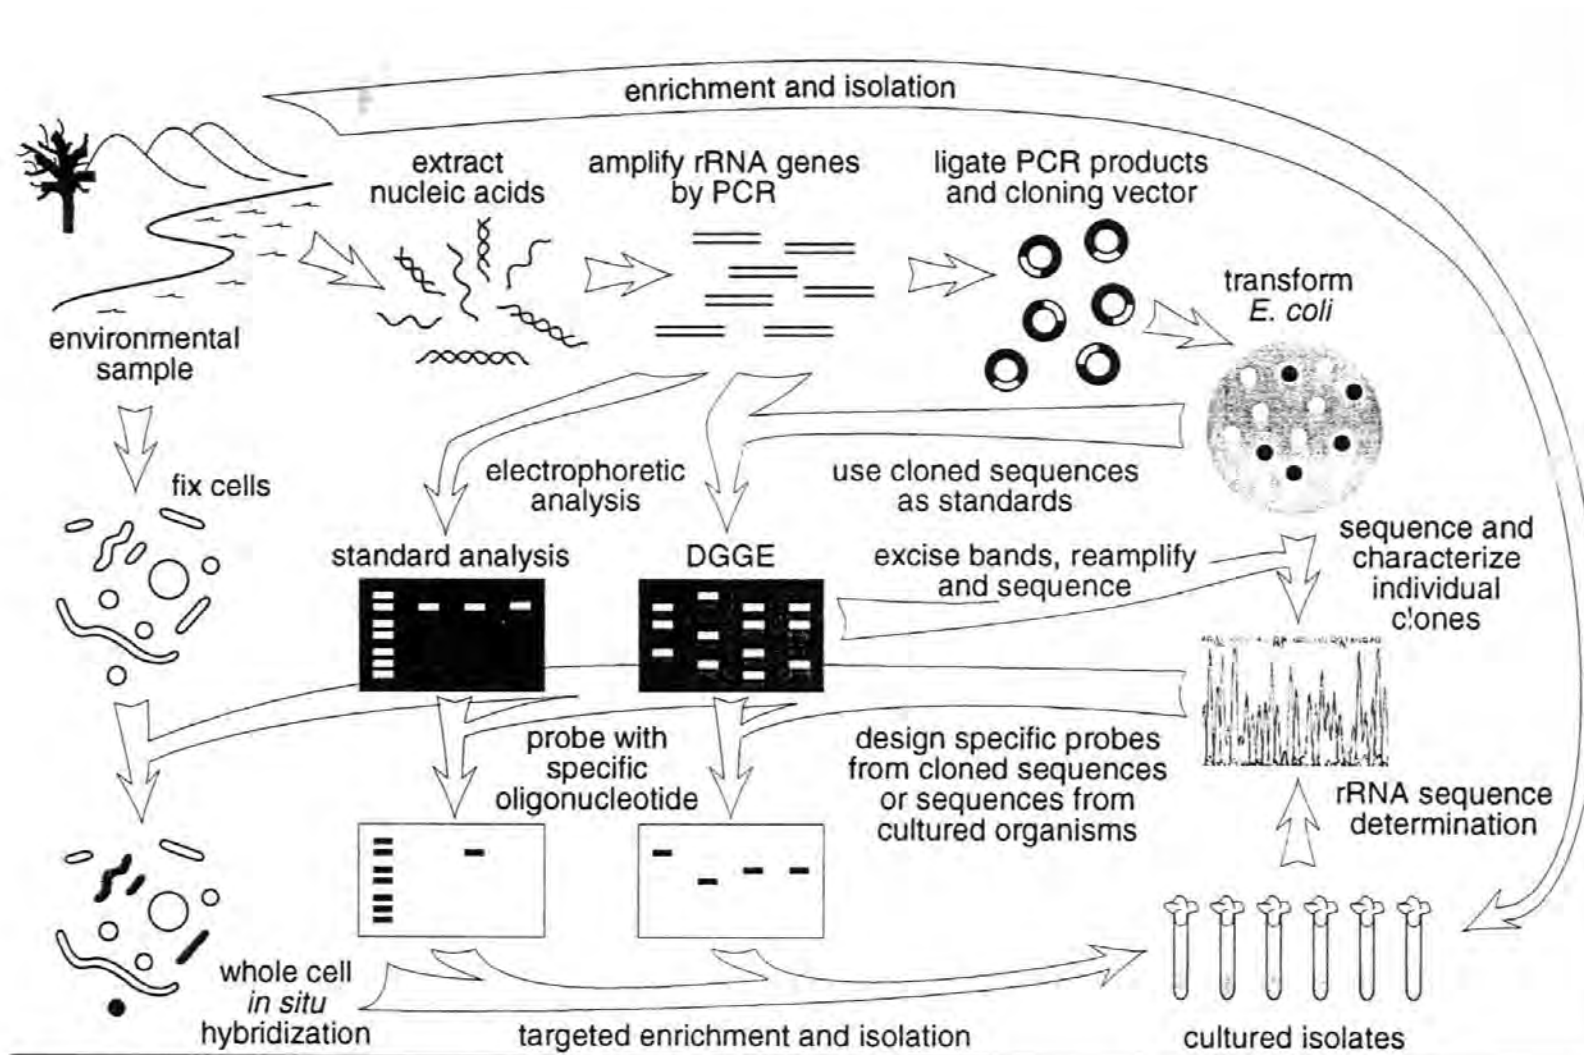 enrichment and isolation
extract
nucleic acids
amplify rRNA genes
by PCR
ligate PCR products
and cloning vector
transform
E. coli
environmental
sample
fix cells
electrophoretic
analysis
use cloned sequences
as standards
standard analysis
DGGE
excise bands, reamplify
and sequence
sequence and
characterize
individual
clones
probe with
specific
oligonucleotide
design specific probes
from cloned sequences
or sequences from
cultured organisms
rRNA sequence
determination
whole cell
in situ
hybridization
targeted enrichment and isolation
cultured isolates